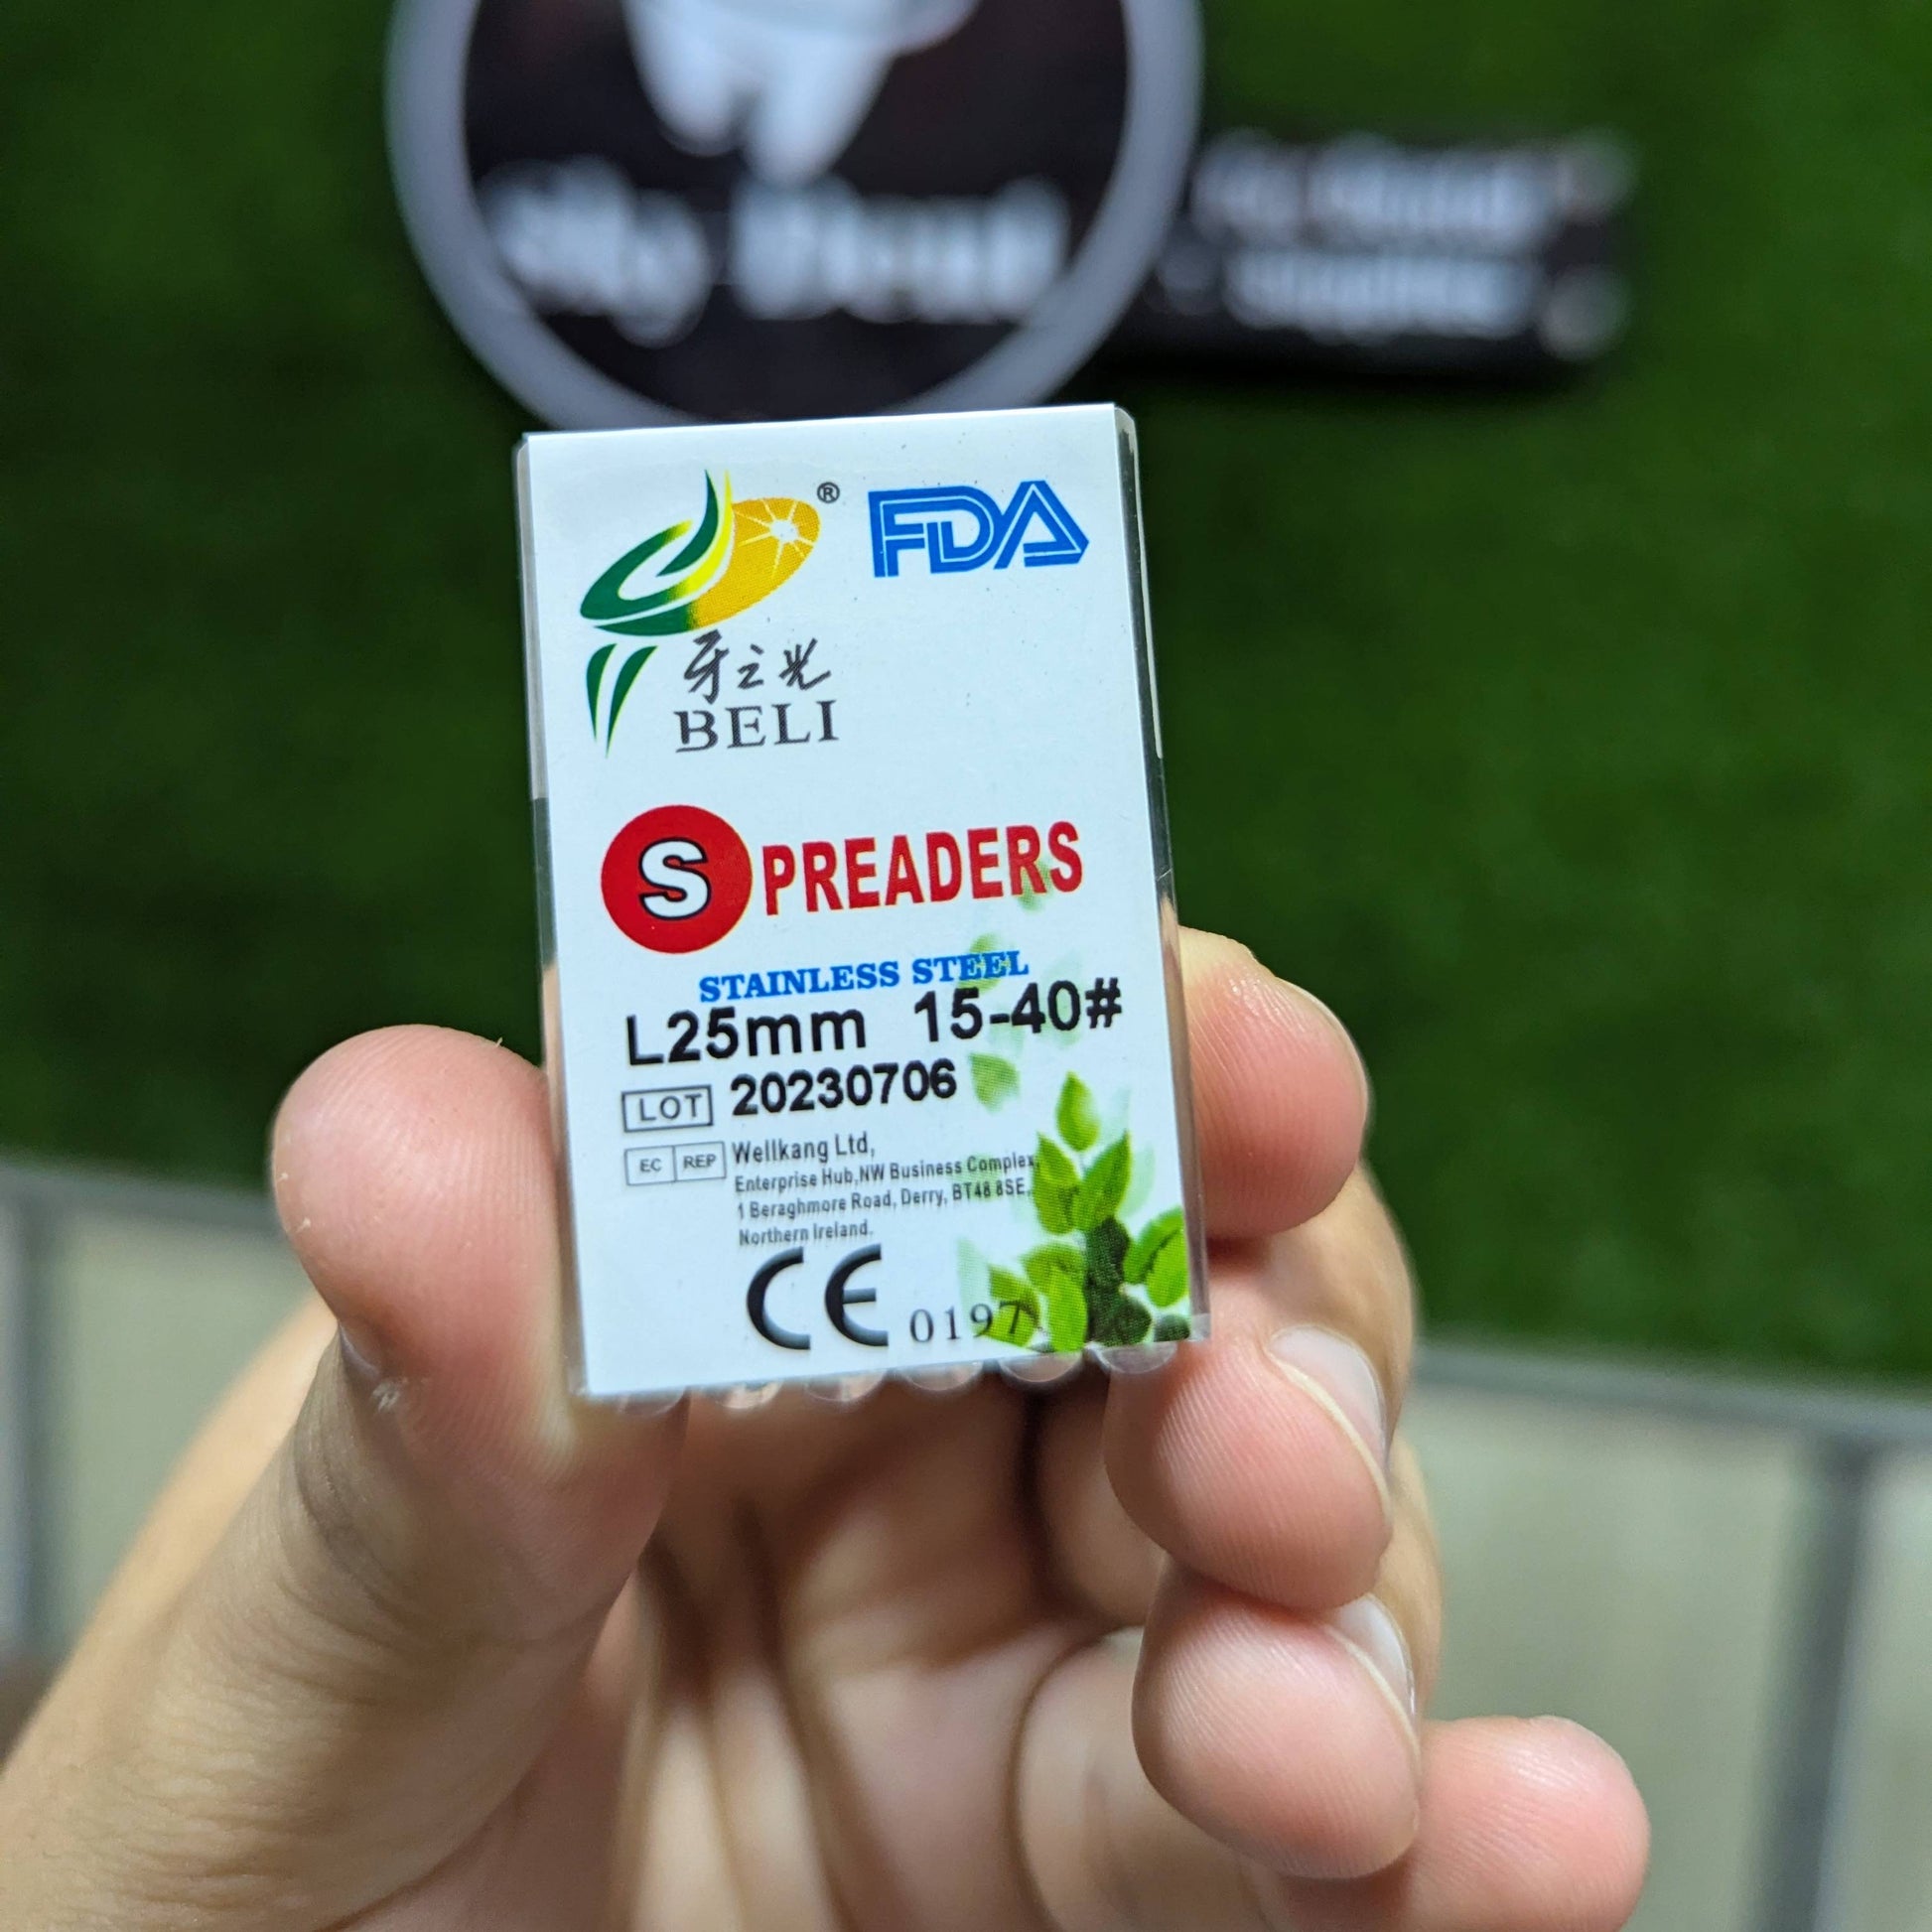 ® FDA
牙之光
BELI
SPREADERS
STAINLESS STEEL
L25mm 15-40#
LOT 20230706
EC REP Wellkang Ltd,
Enterprise Hub,NW Business Complex,
1 Beraghmore Road, Derry, BT48 8SE,
Northern Ireland.
CE 0197